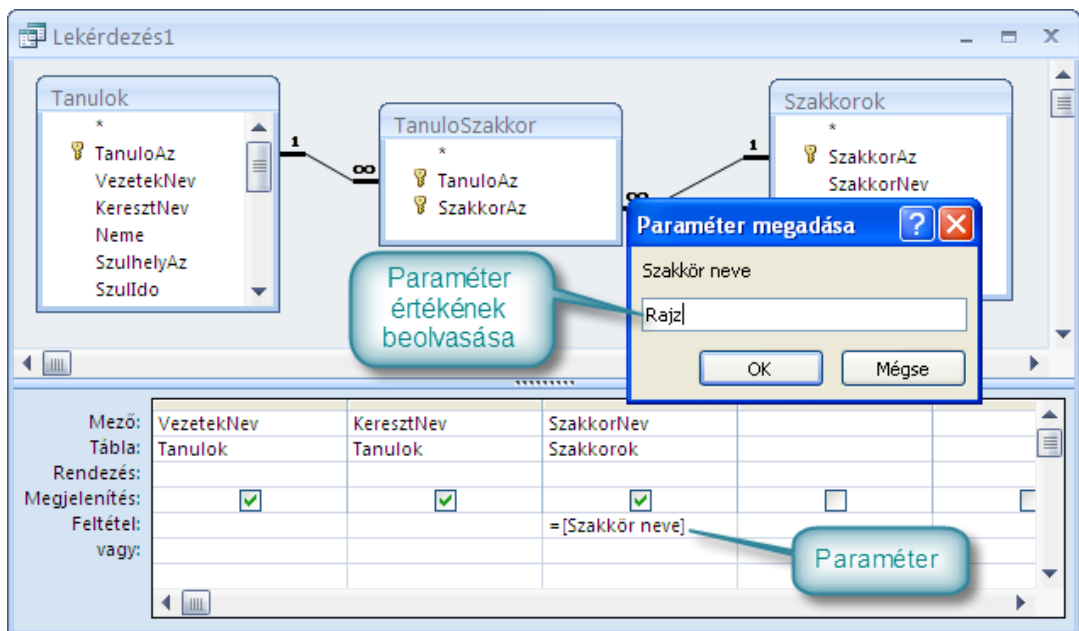 Lekérdezés1
Tanulok
*
TanuloAz
VezetekNev
KeresztNev
Neme
SzulhelyAz
SzulIdo
1
∞
TanuloSzakkor
*
TanuloAz
SzakkorAz
∞
1
Szakkorok
*
SzakkorAz
SzakkorNev
Paraméter megadása
Szakkör neve
Rajz
OK
Mégse
Paraméter
értékének
beolvasása
Mező: VezetekNev KeresztNev SzakkorNev
Tábla: Tanulok Tanulok Szakkorok
Rendezés:
Megjelenítés:
Feltétel: =[Szakkör neve]
vagy:
Paraméter